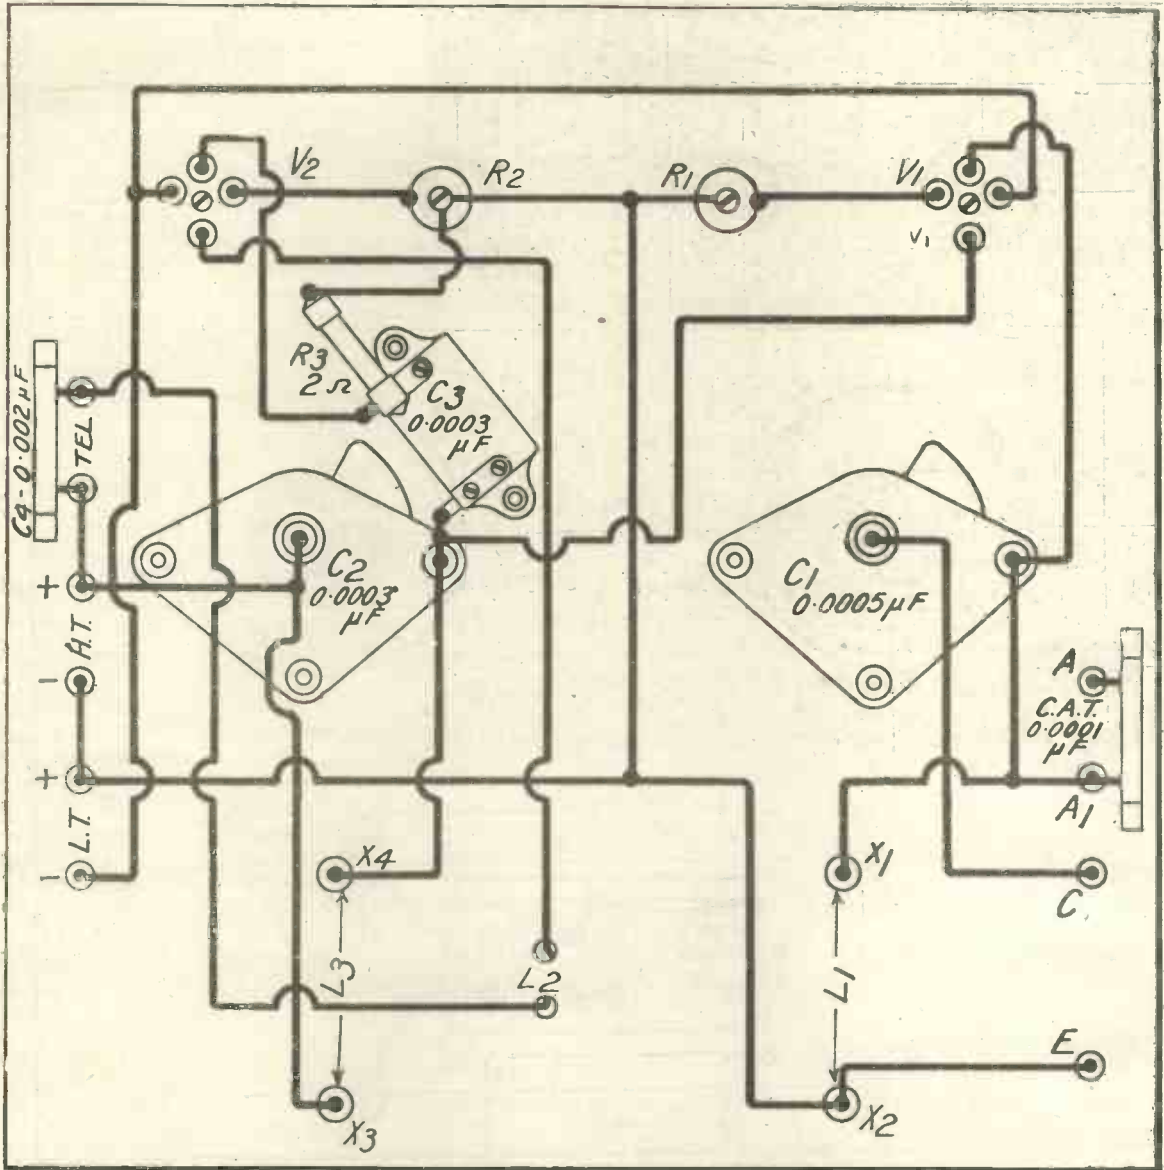 V2
R2
R1
V1
V1
R3
2 Ω
C3
0.0003
µF
C4 - 0.002µF
TEL
+
H.T.
-
+
L.T.
-
C2
0.0003
µF
C1
0.0005µF
A
C.A.T.
0.0001
µF
A1
X4
X1
C
L3
L2
L1
E
X3
X2